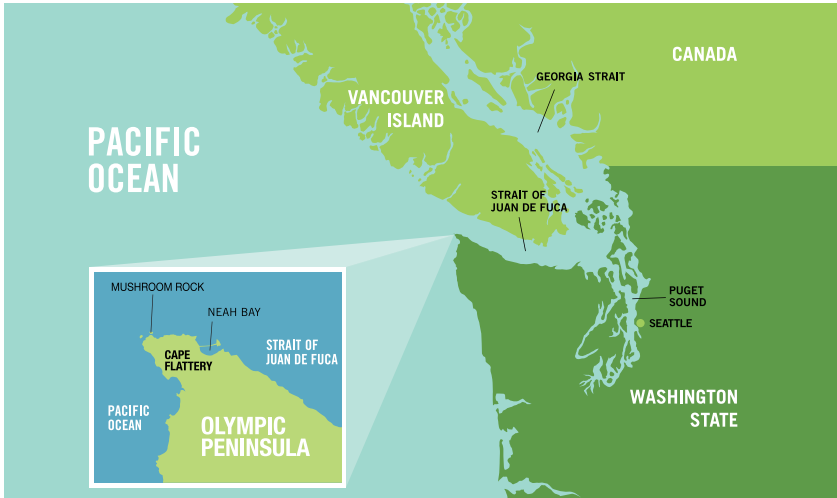 CANADA
GEORGIA STRAIT
VANCOUVER
ISLAND
PACIFIC
OCEAN
STRAIT OF
JUAN DE FUCA
MUSHROOM ROCK
NEAH BAY
PUGET
SOUND
SEATTLE
STRAIT OF
JUAN DE FUCA
CAPE
FLATTERY
WASHINGTON
STATE
PACIFIC
OCEAN
OLYMPIC
PENINSULA